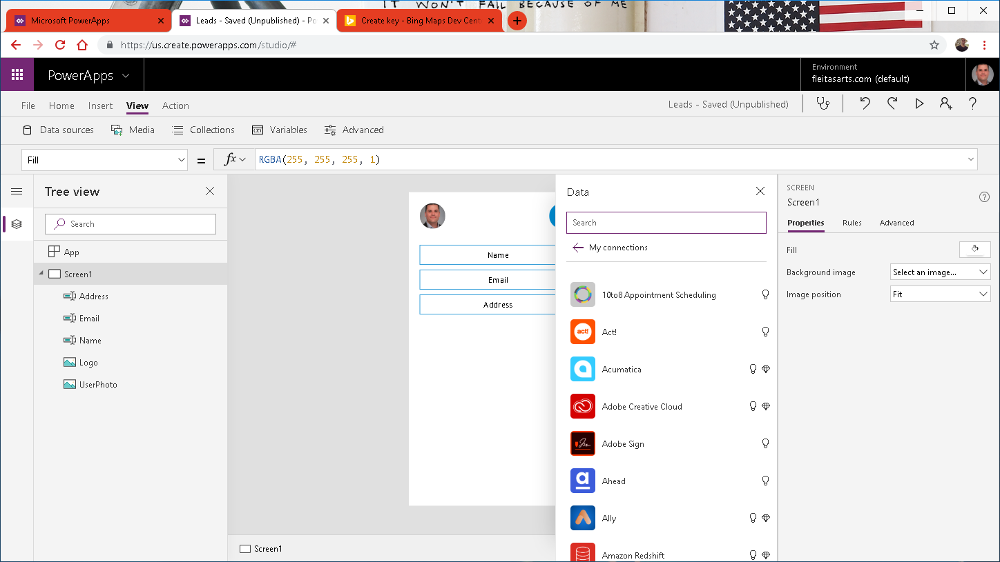 IT WON'T FAIL BECAUSE OF ME
Microsoft PowerApps
Leads - Saved (Unpublished) - Po
Create key - Bing Maps Dev Cent
https://us.create.powerapps.com/studio/#
PowerApps
Environment
fleitasarts.com (default)
File Home Insert View Action
Leads - Saved (Unpublished)
Data sources Media Collections Variables Advanced
Fill = fx RGBA(255, 255, 255, 1)
Tree view
Search
App
Screen1
Address
Email
Name
Logo
UserPhoto
Name
Email
Address
Screen1
Data
Search
My connections
10to8 Appointment Scheduling
act!
Act!
Acumatica
Adobe Creative Cloud
Adobe Sign
a
Ahead
Ally
Amazon Redshift
SCREEN
Screen1
Properties Rules Advanced
Fill
Background image Select an image...
Image position Fit